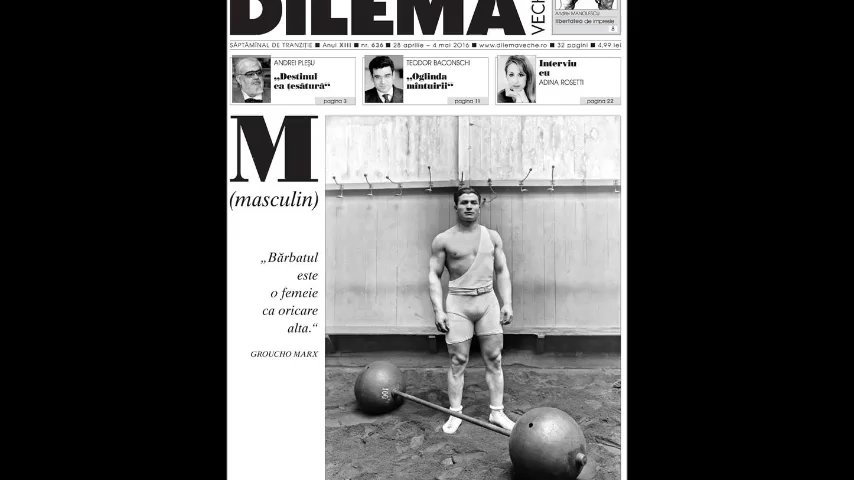 DILEMA
VECHE
Andrei MANOLESCU
libertatea de impresie
SĂPTĂMÎNAL DE TRANZIȚIE ■ Anul XIII ■ nr. 636 ■ 28 aprilie – 4 mai 2016 ■ www.dilemaveche.ro ■ 32 pagini ■ 4,99 lei
ANDREI PLEȘU
„Destinul
ca țesătură“
pagina 3
TEODOR BACONSCHI
„Oglinda
mîntuirii“
pagina 11
Interviu
cu
ADINA ROSETTI
pagina 22
M
(masculin)
„Bărbatul
este
o femeie
ca oricare
alta.“
GROUCHO MARX
100